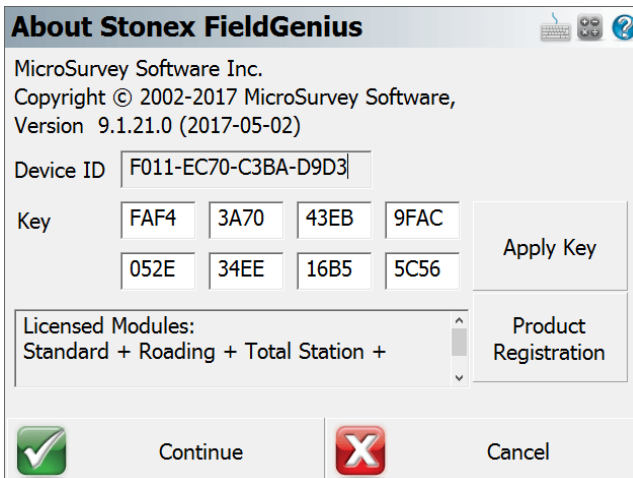 About Stonex FieldGenius
MicroSurvey Software Inc.
Copyright © 2002-2017 MicroSurvey Software,
Version 9.1.21.0 (2017-05-02)
Device ID F011-EC70-C3BA-D9D3
Key FAF4 3A70 43EB 9FAC
052E 34EE 16B5 5C56
Apply Key
Licensed Modules:
Standard + Roading + Total Station +
Product
Registration
Continue
Cancel